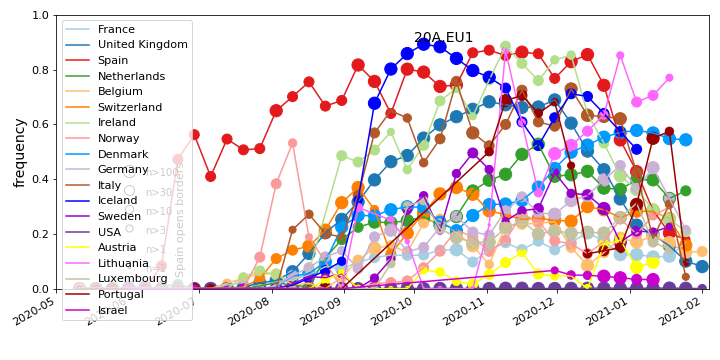 20A.EU1
frequency
1.0
0.8
0.6
0.4
0.2
0.0
France
United Kingdom
Spain
Netherlands
Belgium
Switzerland
Ireland
Norway
Denmark
Germany
Italy
Iceland
Sweden
USA
Austria
Lithuania
Luxembourg
Portugal
Israel
n>100
n>30
n>10
n>3
n>1
Spain opens borders
2020-05
2020-07
2020-08
2020-09
2020-10
2020-11
2020-12
2021-01
2021-02